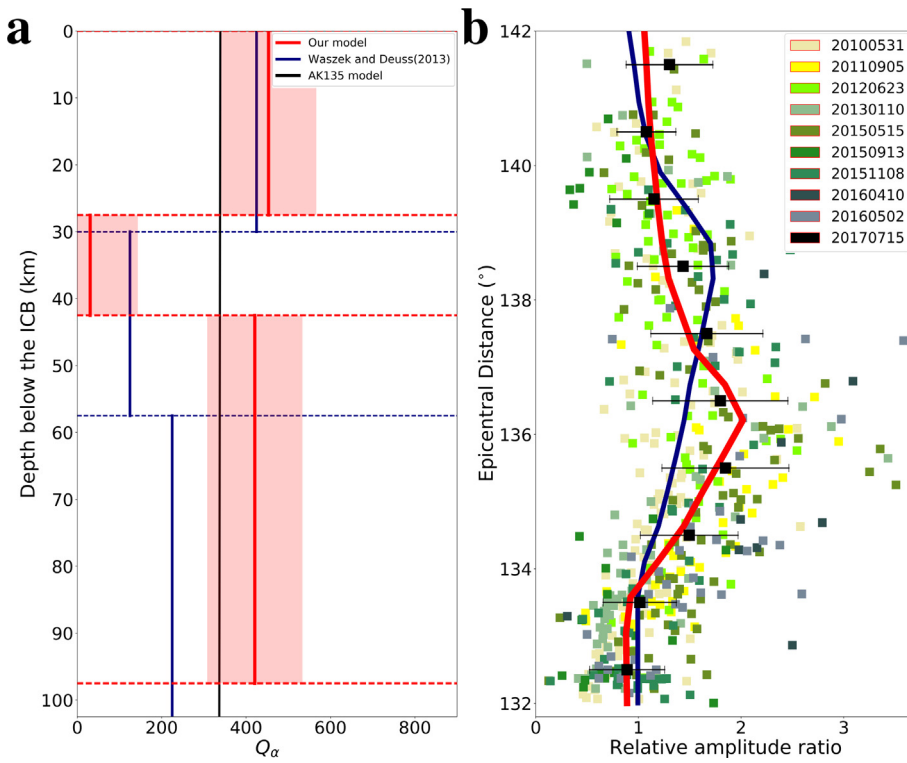 a
Our model
Waszek and Deuss(2013)
AK135 model
0
10
20
30
40
50
60
70
80
90
100
Depth below the ICB (km)
0 200 400 600 800
Qα
b
20100531
20110905
20120623
20130110
20150515
20150913
20151108
20160410
20160502
20170715
142
140
138
136
134
132
Epicentral Distance (°)
0 1 2 3
Relative amplitude ratio